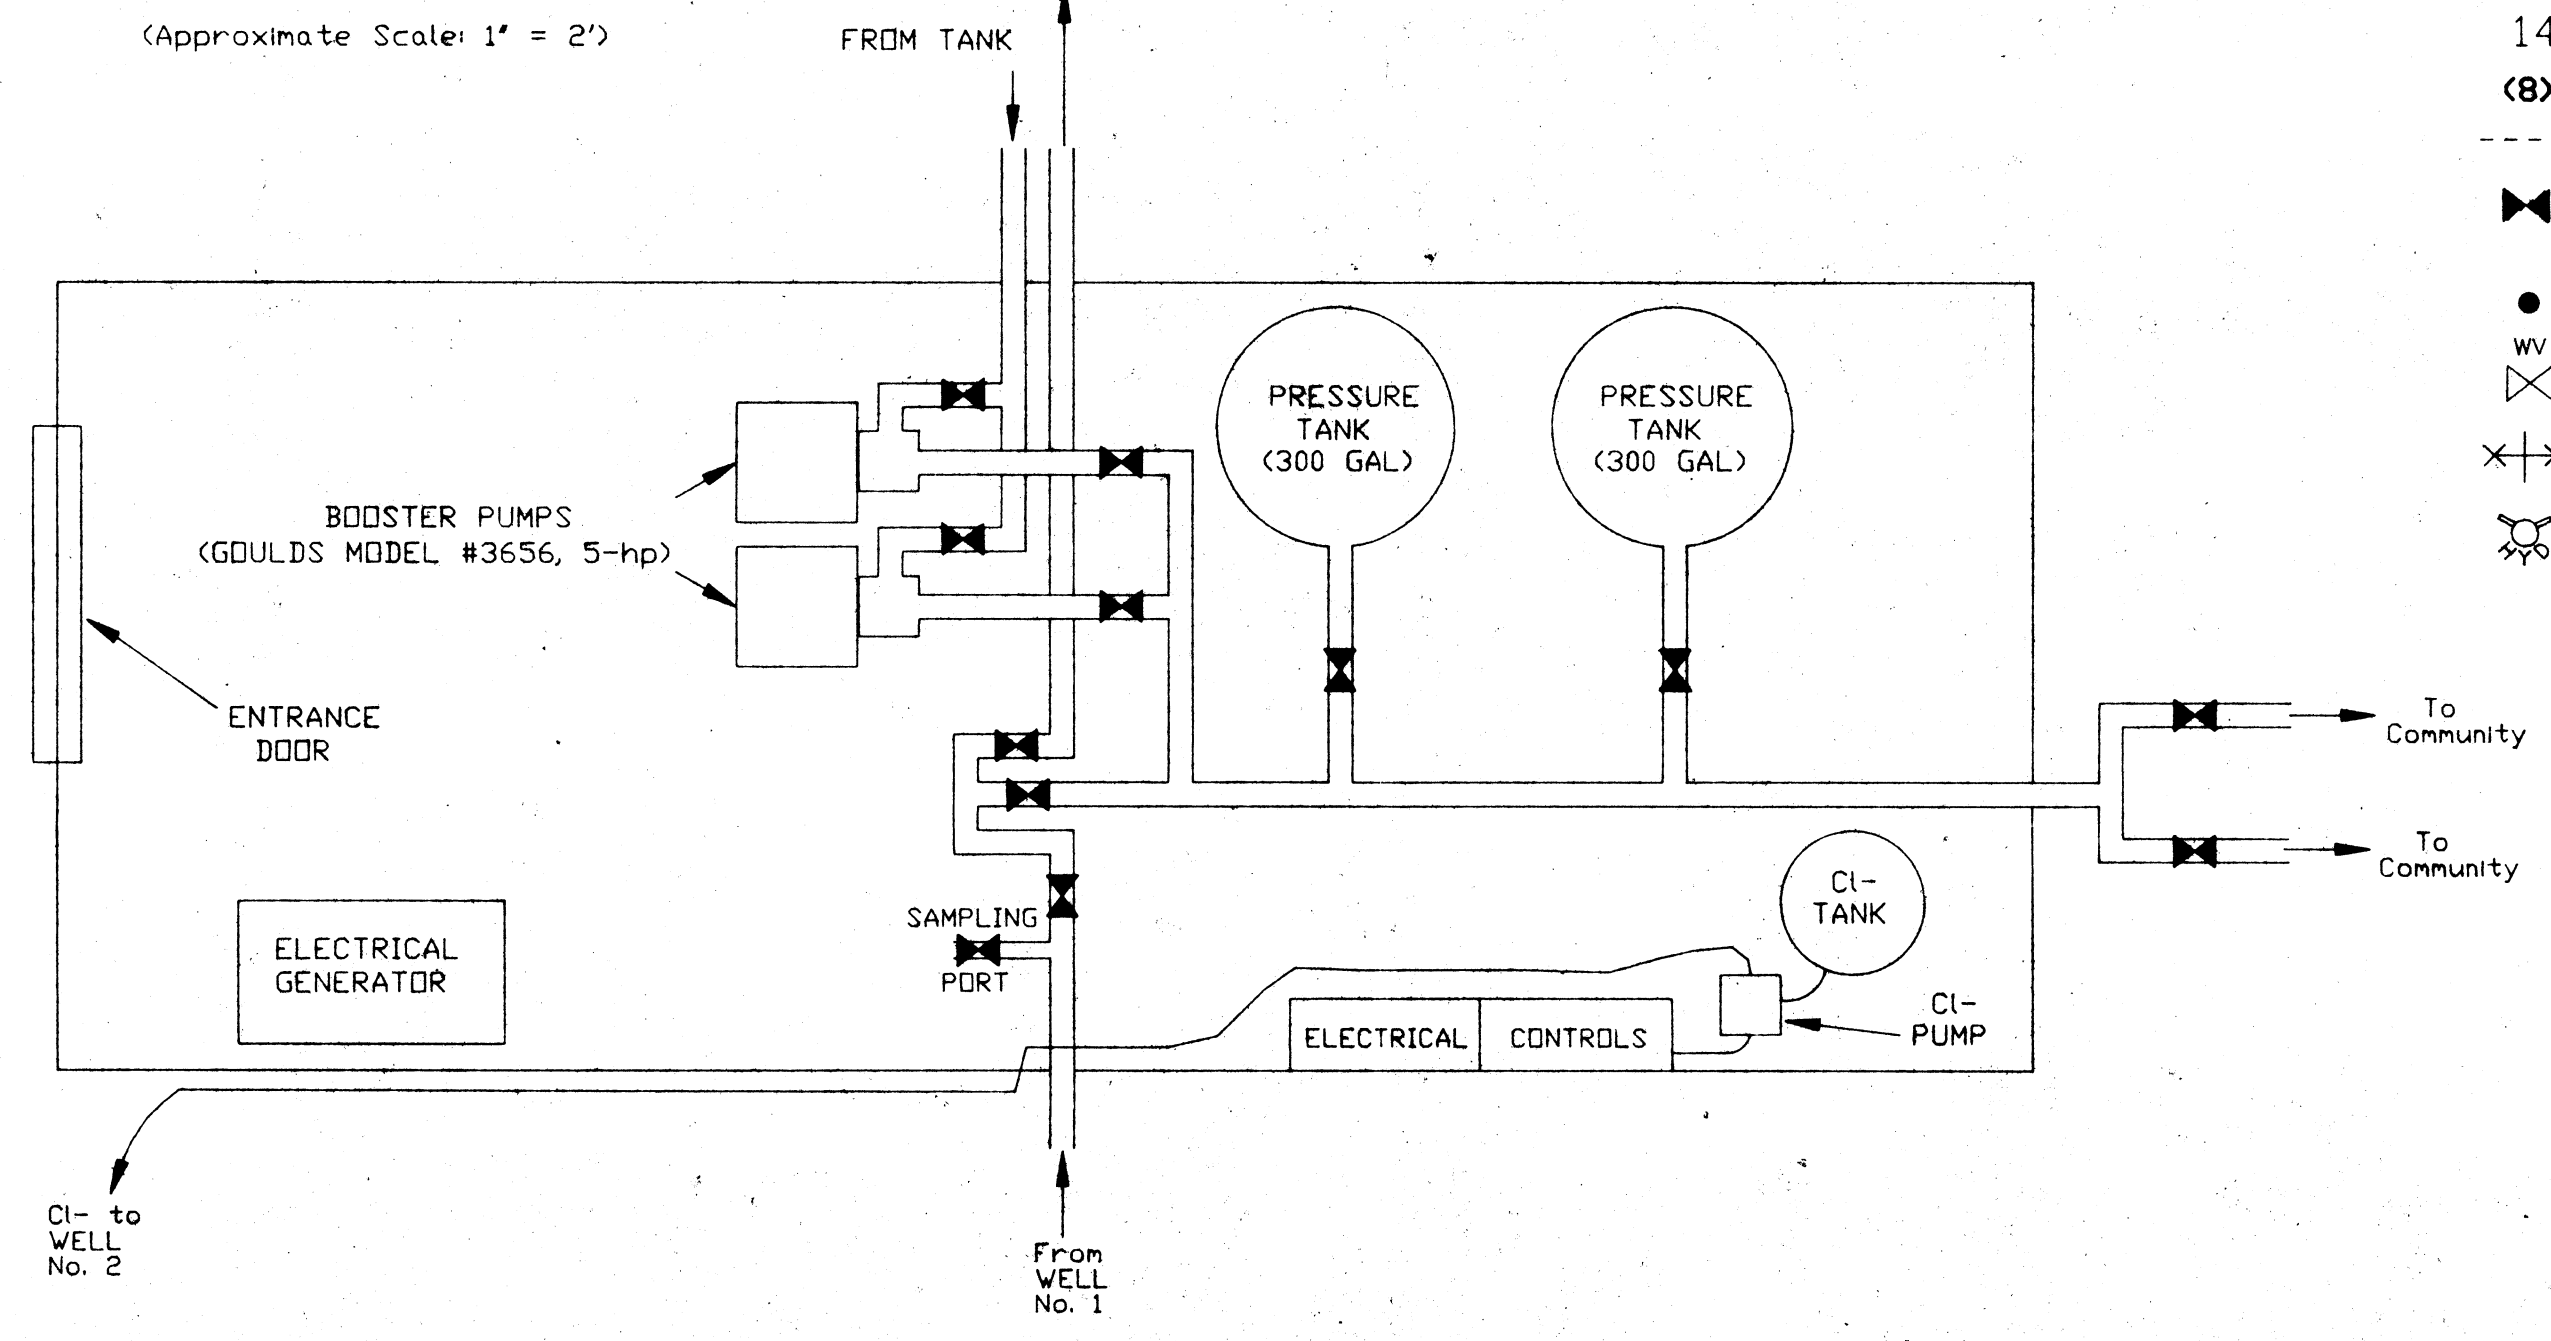 (Approximate Scale: 1" = 2')
FROM TANK
14
(8)
WV
HYD
PRESSURE
TANK
(300 GAL)
PRESSURE
TANK
(300 GAL)
BOOSTER PUMPS
(GOULDS MODEL #3656, 5-hp)
ENTRANCE
DOOR
To
Community
To
Community
Cl-
TANK
SAMPLING
PORT
ELECTRICAL
GENERATOR
ELECTRICAL
CONTROLS
Cl-
PUMP
Cl- to
WELL
No. 2
From
WELL
No. 1